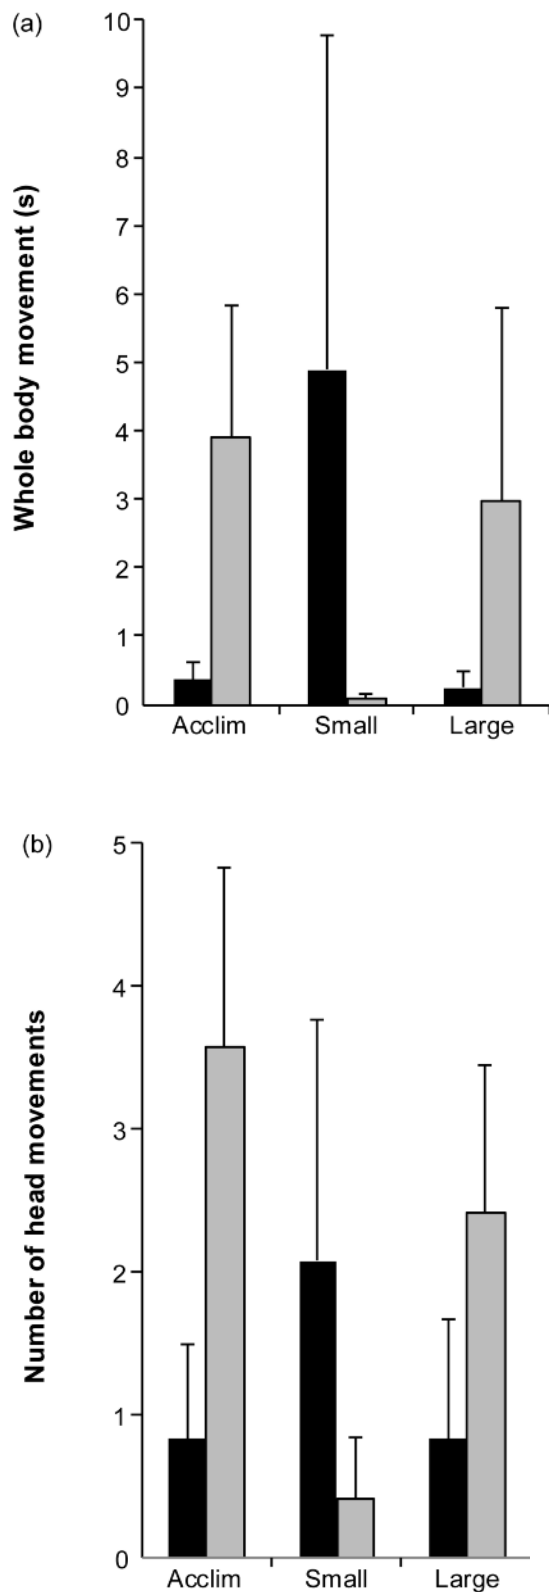 (a)
Whole body movement (s)
10
9
8
7
6
5
4
3
2
1
0
Acclim Small Large
(b)
Number of head movements
5
4
3
2
1
0
Acclim Small Large